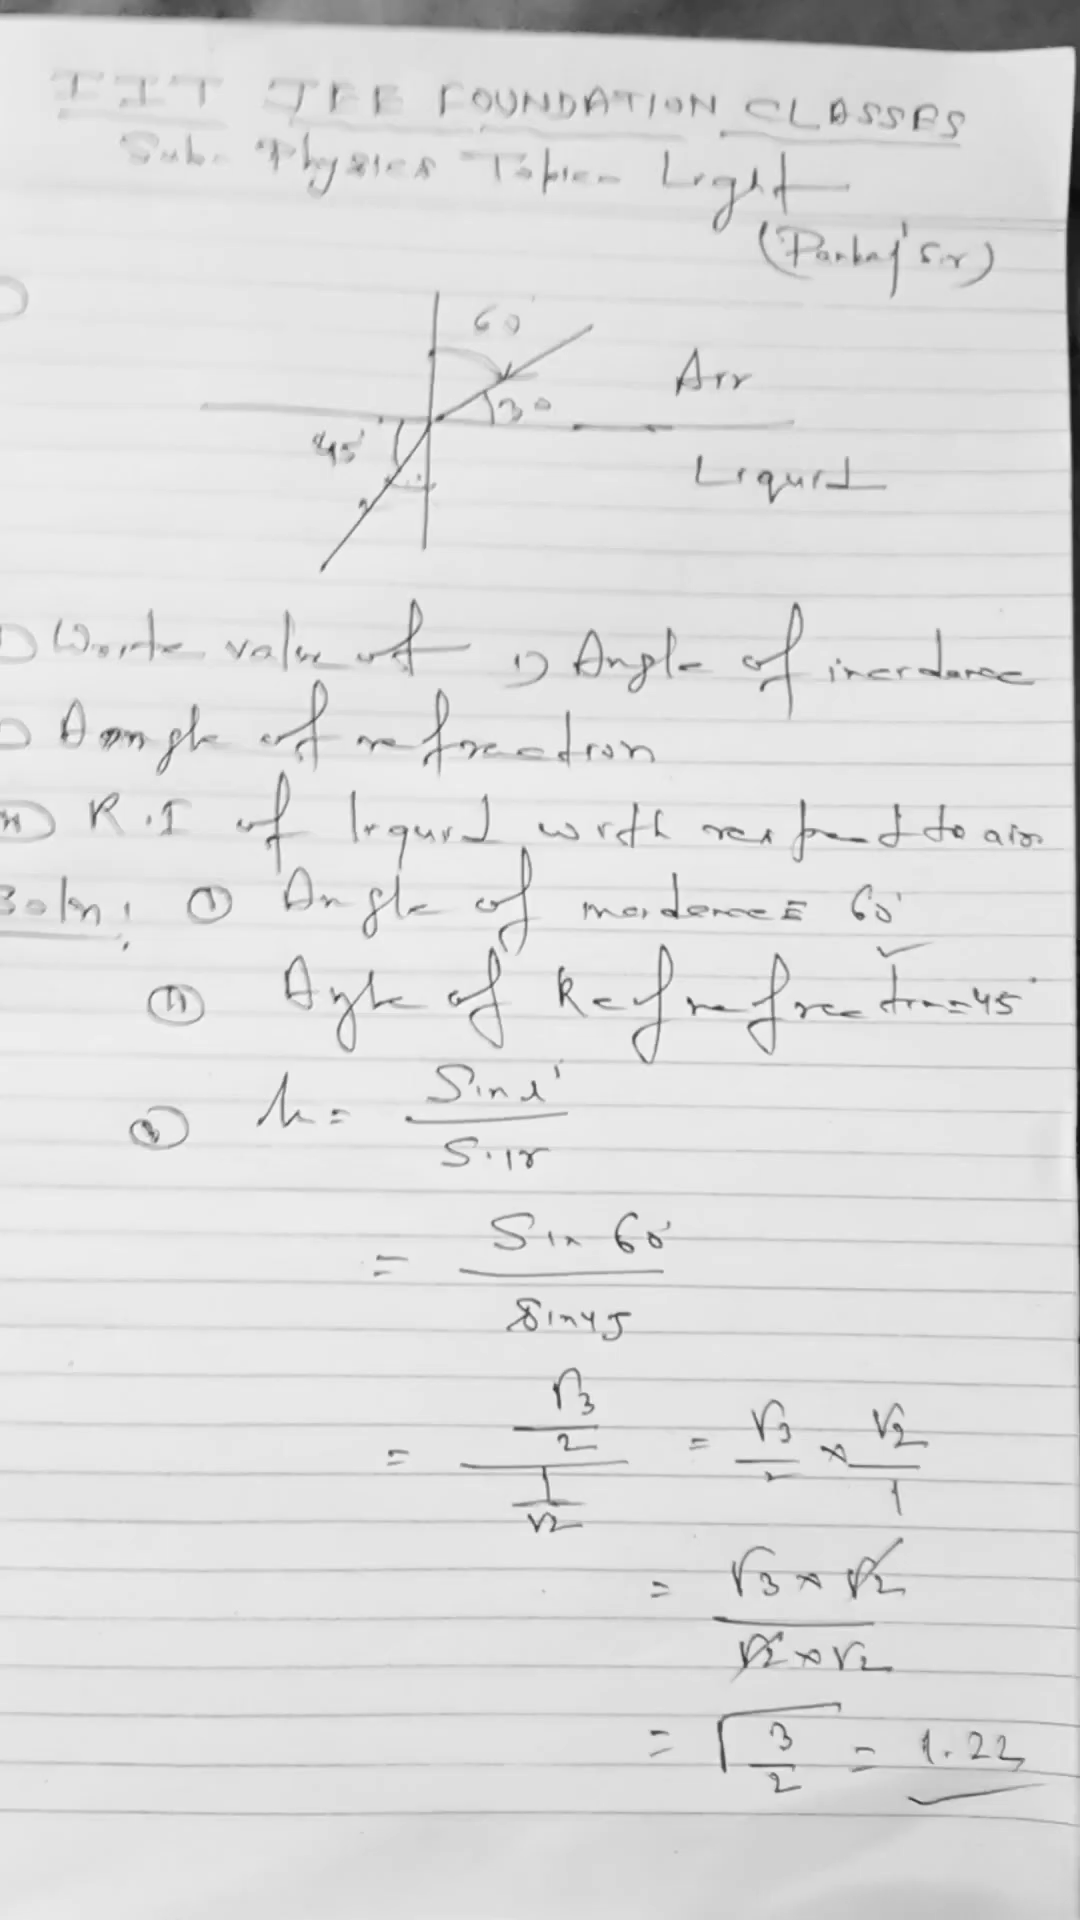 IIT JEE FOUNDATION CLASSES
Sub- Physics Topic- Light
(Pankaj Sir)
60°
30
Air
45°
Liquid
Write value of 1) Angle of incidence
Angle of refraction
R.I of liquid with respect to air
Soln: ① Angle of incidence = 60°
② Angle of Refrefraction = 45°
③ μ = Sin i / Sin r
= Sin 60° / Sin 45
= √3/2 / 1/√2 = √3/2 × √2/1
= √3 × √2 / √2 × √2
= √3/2 = 1.22